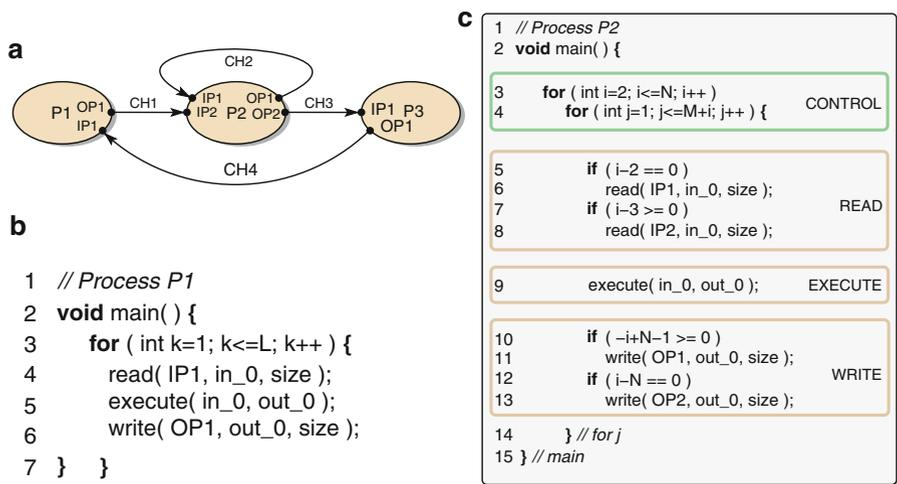 a
CH2
P1 OP1 CH1 IP1 OP1 CH3 IP1 P3
IP1 IP2 P2 OP2 OP1
CH4
b
1 // Process P1
2 void main( ) {
3 for ( int k=1; k<=L; k++ ) {
4 read( IP1, in_0, size );
5 execute( in_0, out_0 );
6 write( OP1, out_0, size );
7 } }
c
1 // Process P2
2 void main( ) {
3 for ( int i=2; i<=N; i++ )
4 for ( int j=1; j<=M+i; j++ ) {
CONTROL
5 if ( i−2 == 0 )
6 read( IP1, in_0, size );
7 if ( i−3 >= 0 )
8 read( IP2, in_0, size );
READ
9 execute( in_0, out_0 );
EXECUTE
10 if ( −i+N−1 >= 0 )
11 write( OP1, out_0, size );
12 if ( i−N == 0 )
13 write( OP2, out_0, size );
WRITE
14 } // for j
15 } // main